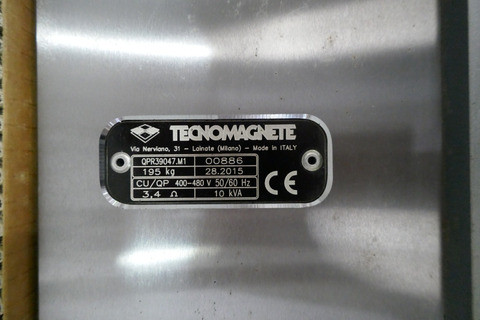 TECNOMAGNETE
Via Nerviano, 31 - Lainate (Milano) - Made in ITALY
QPR39047.M1 00886
195 kg 28.2015
CU/QP 400-480 V 50/60 Hz
3,4 Ω 10 kVA
CE